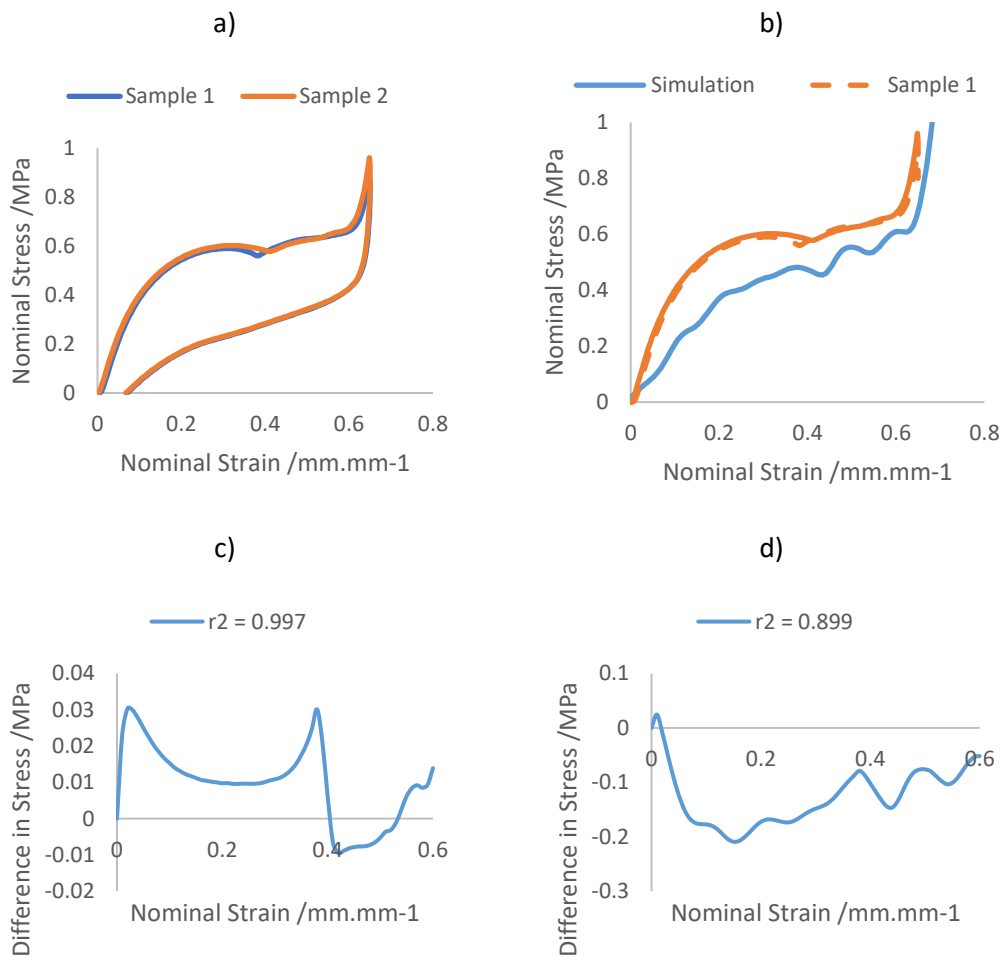 a)
Sample 1 Sample 2
1
0.8
0.6
0.4
0.2
0
0 0.2 0.4 0.6 0.8
Nominal Stress /MPa
Nominal Strain /mm.mm-1
b)
Simulation Sample 1
1
0.8
0.6
0.4
0.2
0
0 0.2 0.4 0.6 0.8
Nominal Stress /MPa
Nominal Strain /mm.mm-1
c)
r2 = 0.997
0.04
0.03
0.02
0.01
0
-0.01
-0.02
0 0.2 0.4 0.6
Difference in Stress /MPa
Nominal Strain /mm.mm-1
d)
r2 = 0.899
0.1
0
-0.1
-0.2
-0.3
0 0.2 0.4 0.6
Difference in Stress /MPa
Nominal Strain /mm.mm-1